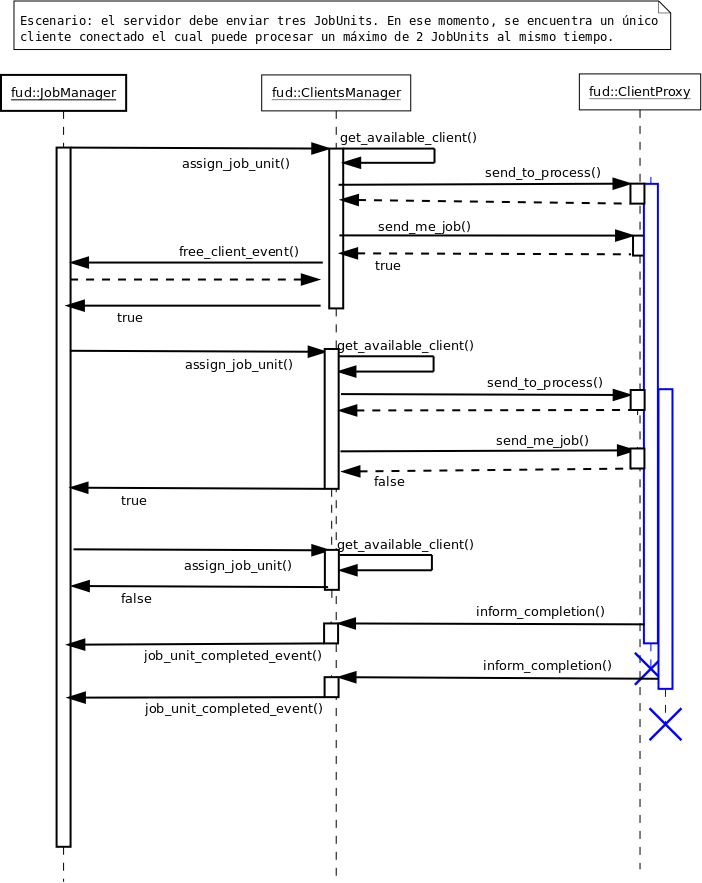 Escenario: el servidor debe enviar tres JobUnits. En ese momento, se encuentra un único
cliente conectado el cual puede procesar un máximo de 2 JobUnits al mismo tiempo.
fud::JobManager
fud::ClientsManager
fud::ClientProxy
get_available_client()
assign_job_unit()
send_to_process()
send_me_job()
free_client_event()
true
true
get_available_client()
assign_job_unit()
send_to_process()
send_me_job()
false
true
get_available_client()
assign_job_unit()
false
inform_completion()
job_unit_completed_event()
inform_completion()
job_unit_completed_event()